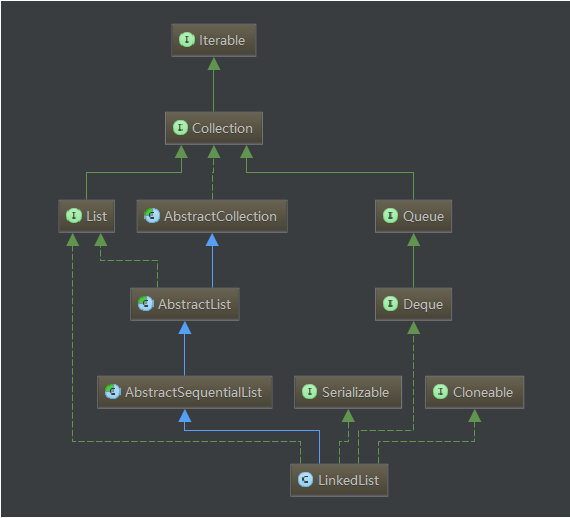 I Iterable
I Collection
I List
C AbstractCollection
I Queue
C AbstractList
I Deque
C AbstractSequentialList
I Serializable
I Cloneable
C LinkedList